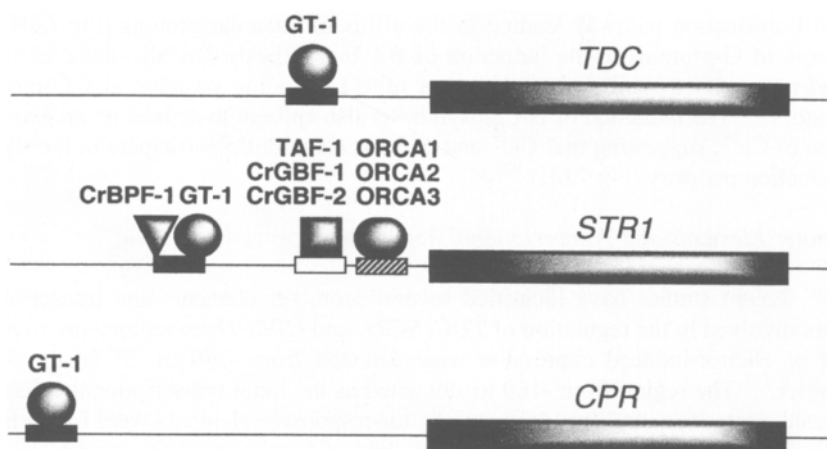 GT-1
TDC
TAF-1 ORCA1
CrBPF-1 GT-1 CrGBF-1 ORCA2
CrGBF-2 ORCA3
STR1
GT-1
CPR